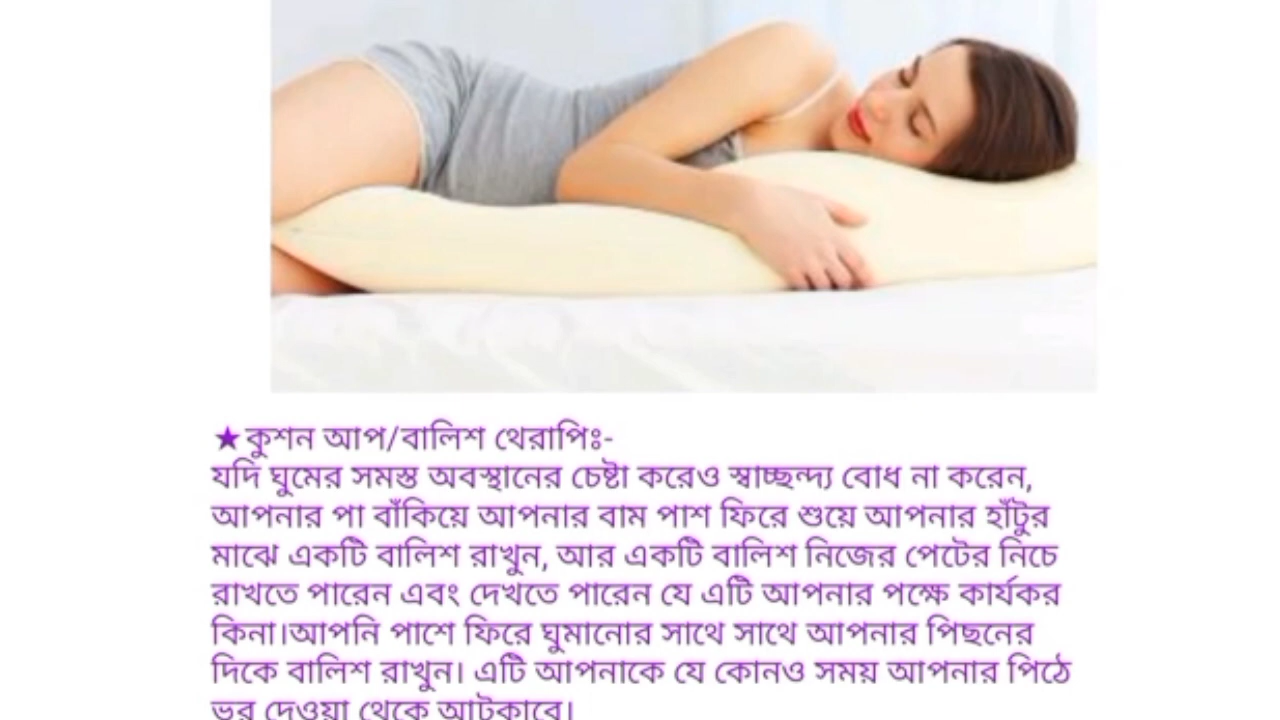 ★কুশন আপ/বালিশ থেরাপিঃ-
যদি ঘুমের সমস্ত অবস্থানের চেষ্টা করেও স্বাচ্ছন্দ্য বোধ না করেন,
আপনার পা বাঁকিয়ে আপনার বাম পাশ ফিরে শুয়ে আপনার হাঁটুর
মাঝে একটি বালিশ রাখুন, আর একটি বালিশ নিজের পেটের নিচে
রাখতে পারেন এবং দেখতে পারেন যে এটি আপনার পক্ষে কার্যকর
কিনা।আপনি পাশে ফিরে ঘুমানোর সাথে সাথে আপনার পিছনের
দিকে বালিশ রাখুন। এটি আপনাকে যে কোনও সময় আপনার পিঠে
ভর দেওয়া থেকে আটকাবে।